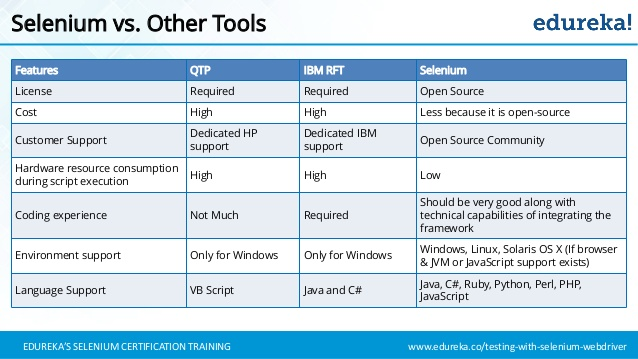 Selenium vs. Other Tools
edureka!
Features QTP IBM RFT Selenium
License Required Required Open Source
Cost High High Less because it is open-source
Customer Support Dedicated HP support Dedicated IBM support Open Source Community
Hardware resource consumption during script execution High High Low
Coding experience Not Much Required Should be very good along with technical capabilities of integrating the framework
Environment support Only for Windows Only for Windows Windows, Linux, Solaris OS X (If browser & JVM or JavaScript support exists)
Language Support VB Script Java and C# Java, C#, Ruby, Python, Perl, PHP, JavaScript
EDUREKA'S SELENIUM CERTIFICATION TRAINING www.edureka.co/testing-with-selenium-webdriver